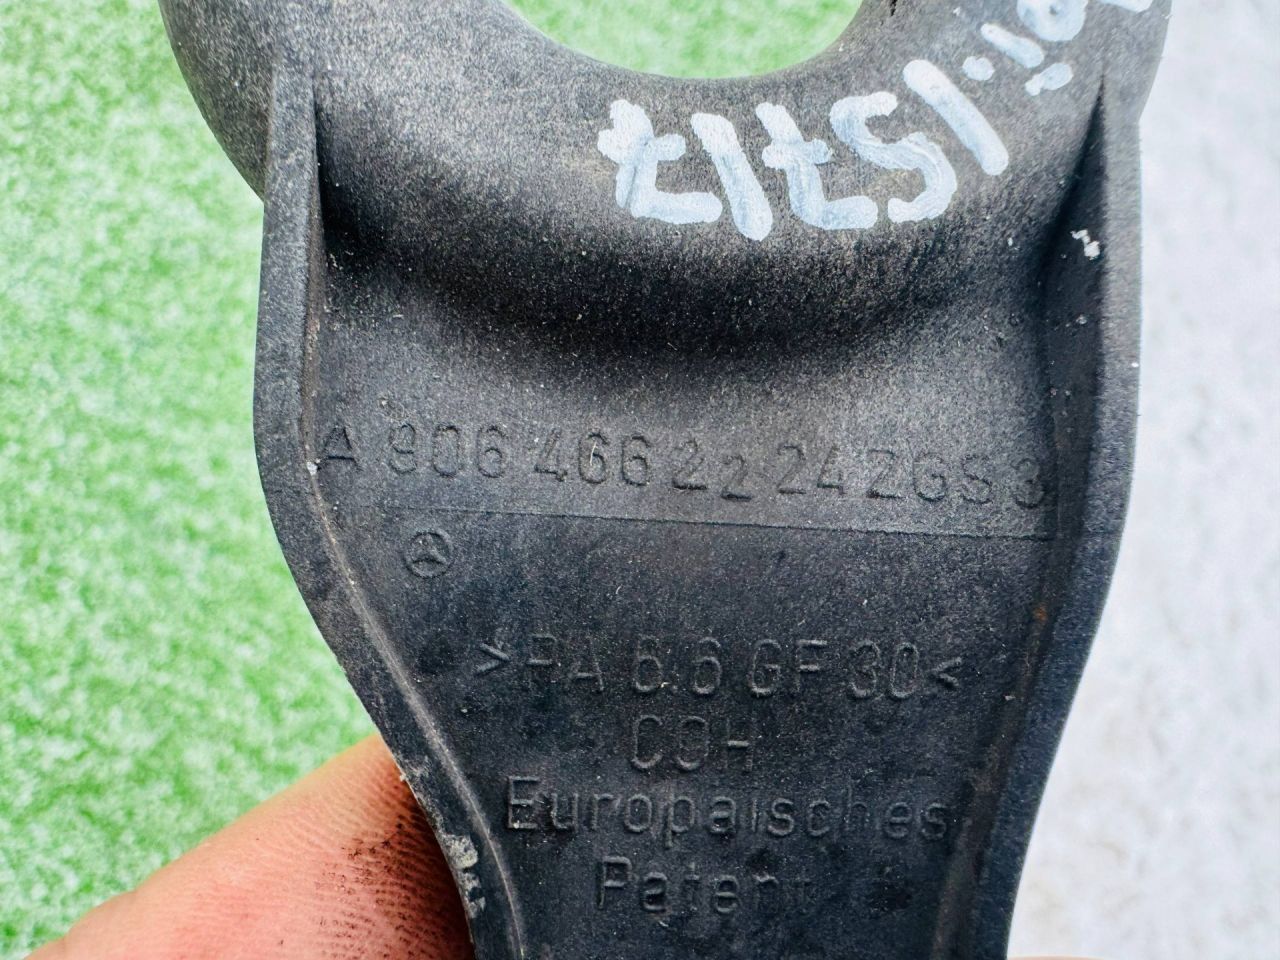 A 906 466 22 24 ZGS 3
>PA 6.6 GF 30<
COH
Europaisches
Patent